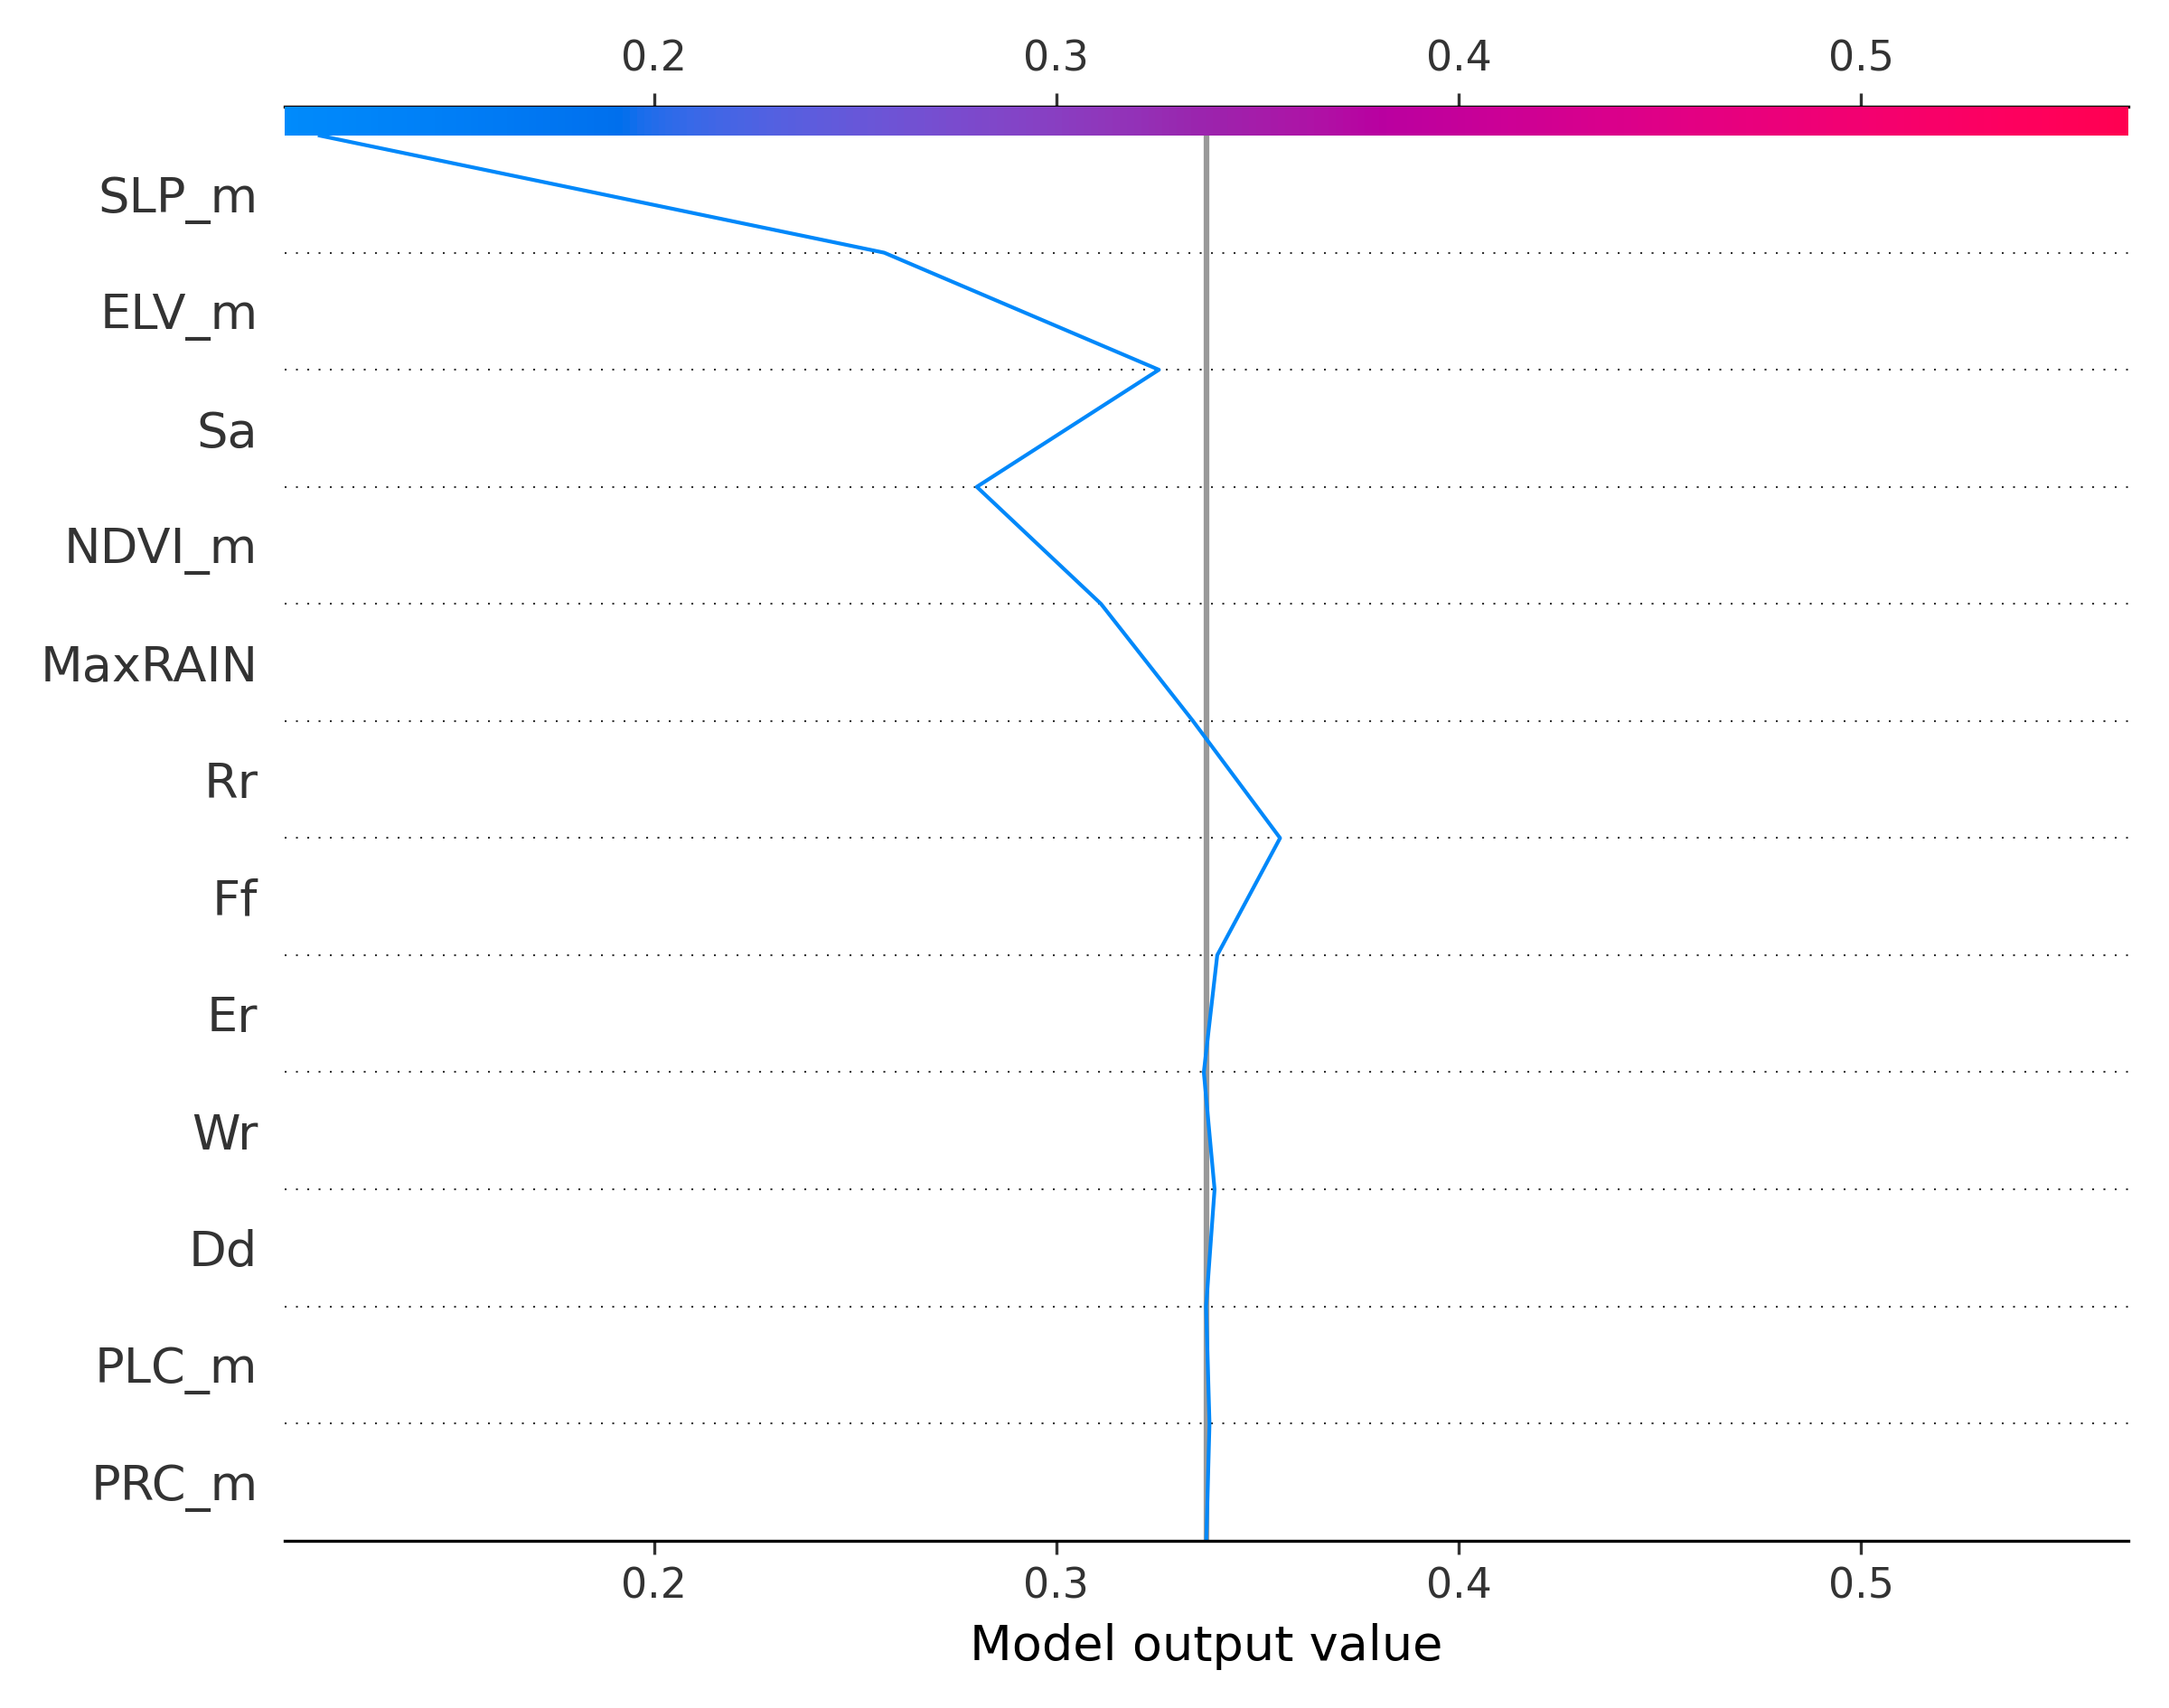 0.2 0.3 0.4 0.5
SLP_m
ELV_m
Sa
NDVI_m
MaxRAIN
Rr
Ff
Er
Wr
Dd
PLC_m
PRC_m
0.2 0.3 0.4 0.5
Model output value